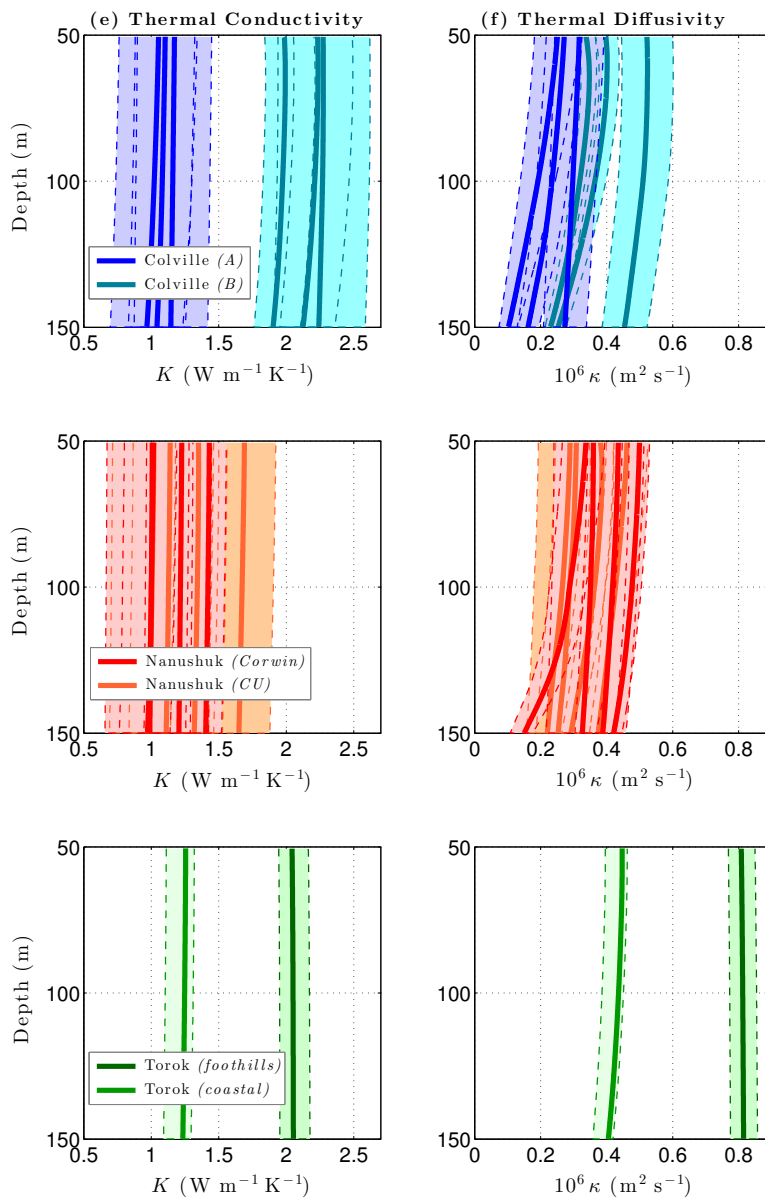 (e) Thermal Conductivity
(f) Thermal Diffusivity
50
100
150
Depth (m)
Colville (A)
Colville (B)
0.5 1 1.5 2 2.5
K (W m⁻¹ K⁻¹)
50
100
150
0 0.2 0.4 0.6 0.8
10⁶ κ (m² s⁻¹)
50
100
150
Depth (m)
Nanushuk (Corwin)
Nanushuk (CU)
0.5 1 1.5 2 2.5
K (W m⁻¹ K⁻¹)
50
100
150
0 0.2 0.4 0.6 0.8
10⁶ κ (m² s⁻¹)
50
100
150
Depth (m)
Torok (foothills)
Torok (coastal)
0.5 1 1.5 2 2.5
K (W m⁻¹ K⁻¹)
50
100
150
0 0.2 0.4 0.6 0.8
10⁶ κ (m² s⁻¹)